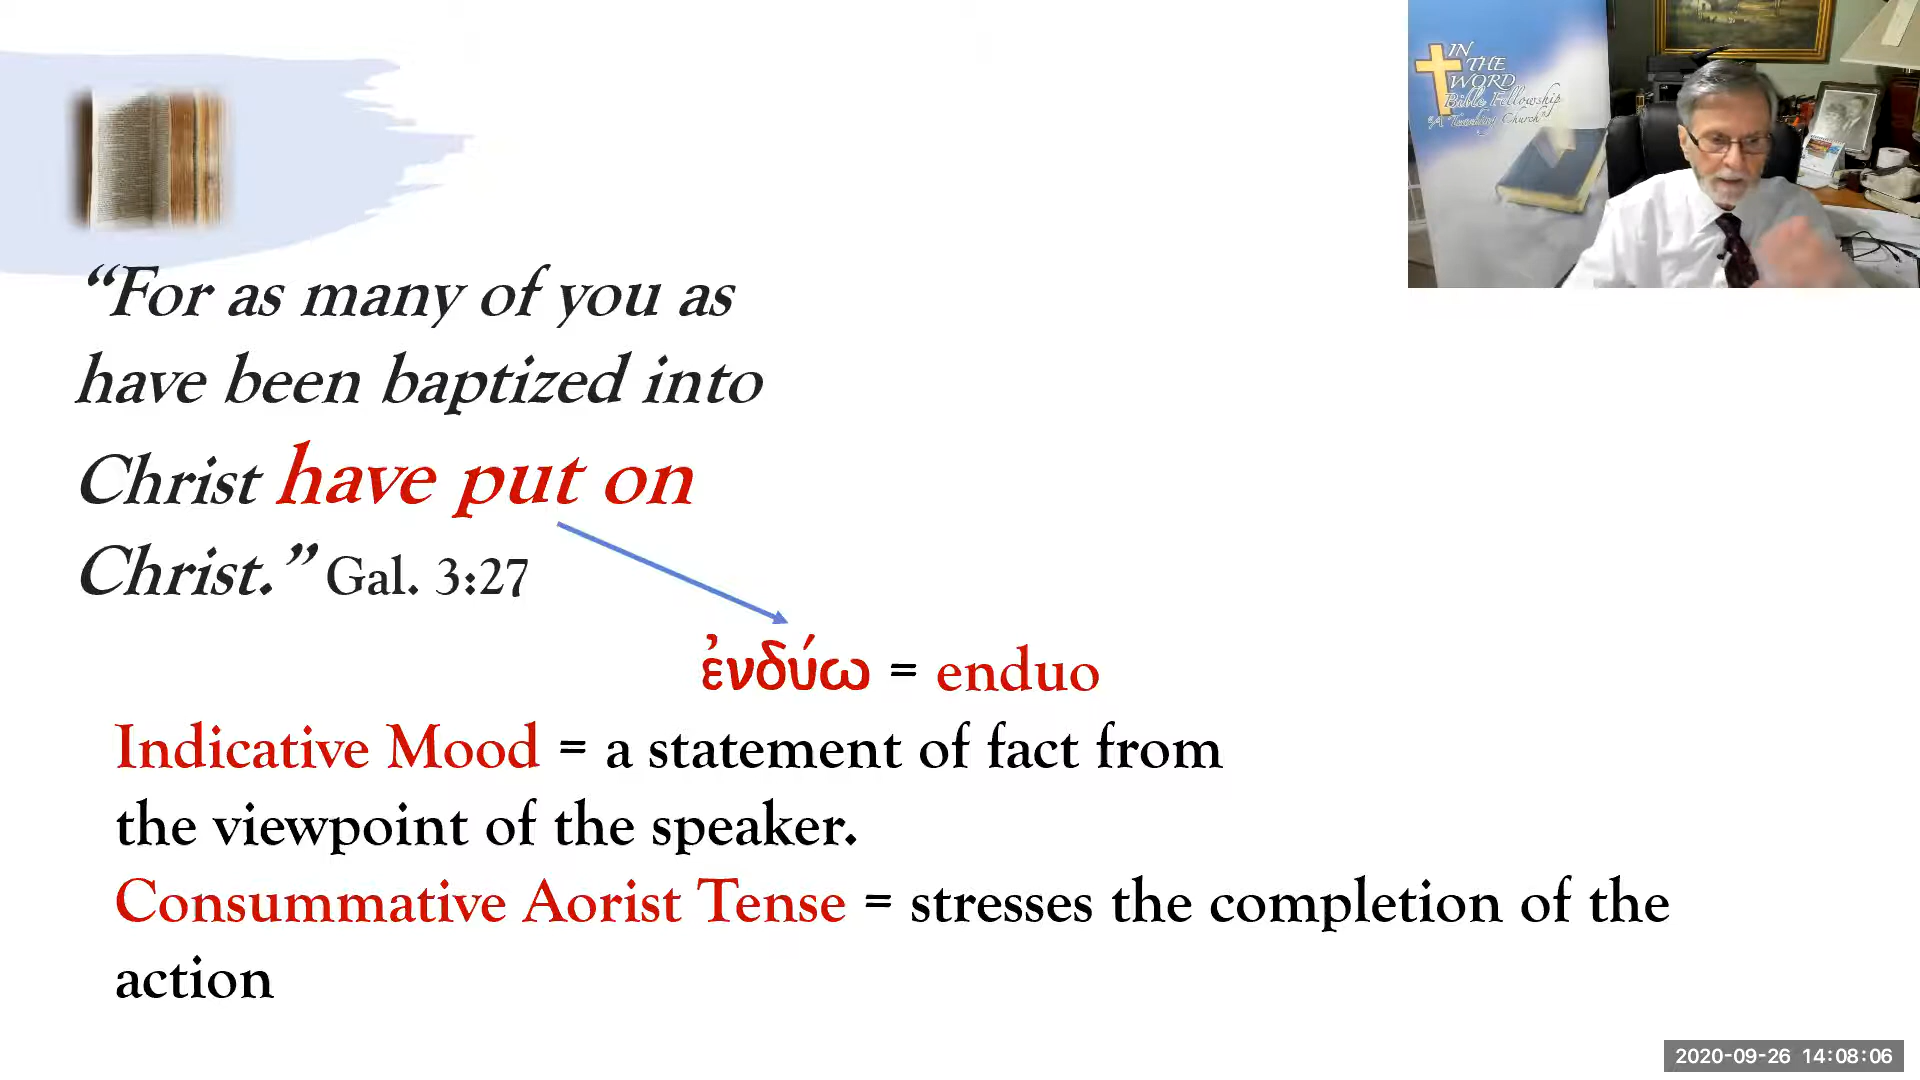 IN
THE
WORD
Bible Fellowship
"A Teaching Church"
“For as many of you as
have been baptized into
Christ have put on
Christ.” Gal. 3:27
ἐνδύω = enduo
Indicative Mood = a statement of fact from
the viewpoint of the speaker.
Consummative Aorist Tense = stresses the completion of the
action
2020-09-26 14:08:06